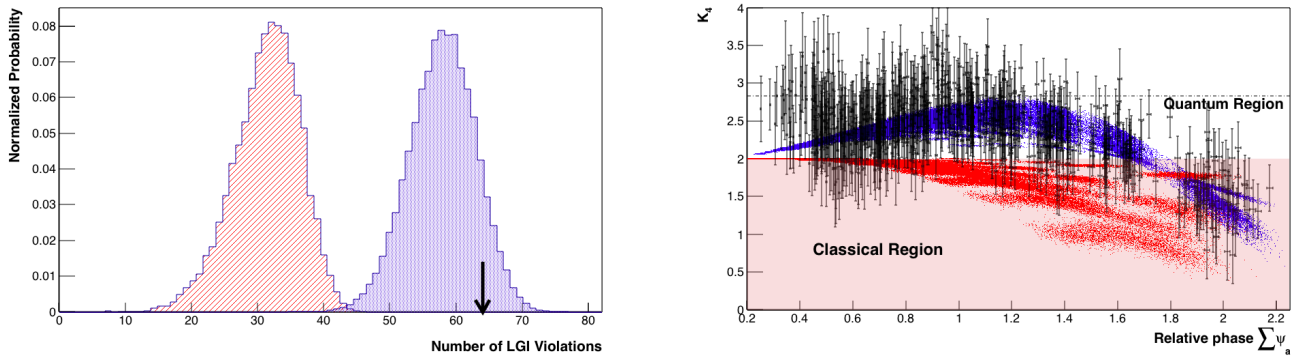 Normalized Probability
0.08
0.07
0.06
0.05
0.04
0.03
0.02
0.01
0
0 10 20 30 40 50 60 70 80
Number of LGI Violations
K4
4
3.5
3
2.5
2
1.5
1
0.5
0
Quantum Region
Classical Region
0.2 0.4 0.6 0.8 1 1.2 1.4 1.6 1.8 2 2.2
Relative phase ∑ψa